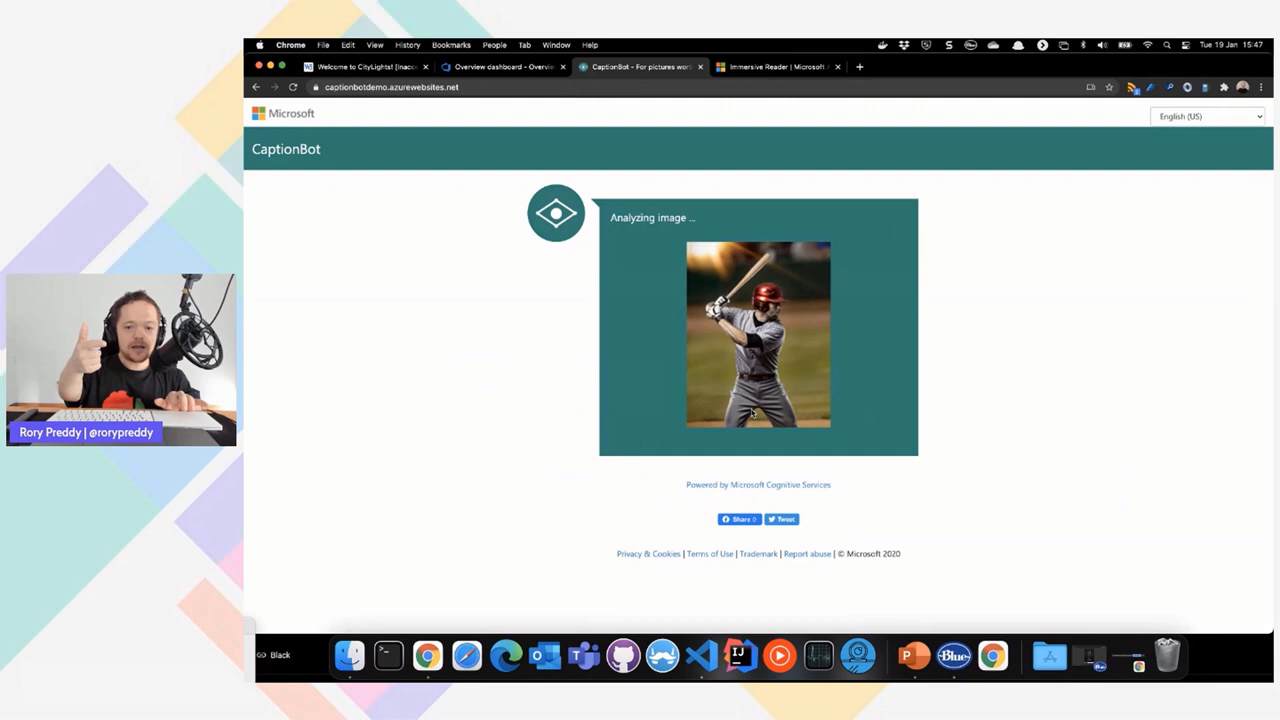 Chrome File Edit View History Bookmarks People Tab Window Help
Tue 19 Jan 15:47
Welcome to CityLights! [Inacc
Overview dashboard - Overvie
CaptionBot - For pictures wor
Immersive Reader | Microsoft A
captionbotdemo.azurewebsites.net
Microsoft
English (US)
CaptionBot
Analyzing image ...
Rory Preddy | @rorypreddy
Powered by Microsoft Cognitive Services
Share 0
Tweet
Privacy & Cookies | Terms of Use | Trademark | Report abuse | © Microsoft 2020
Black
Blue